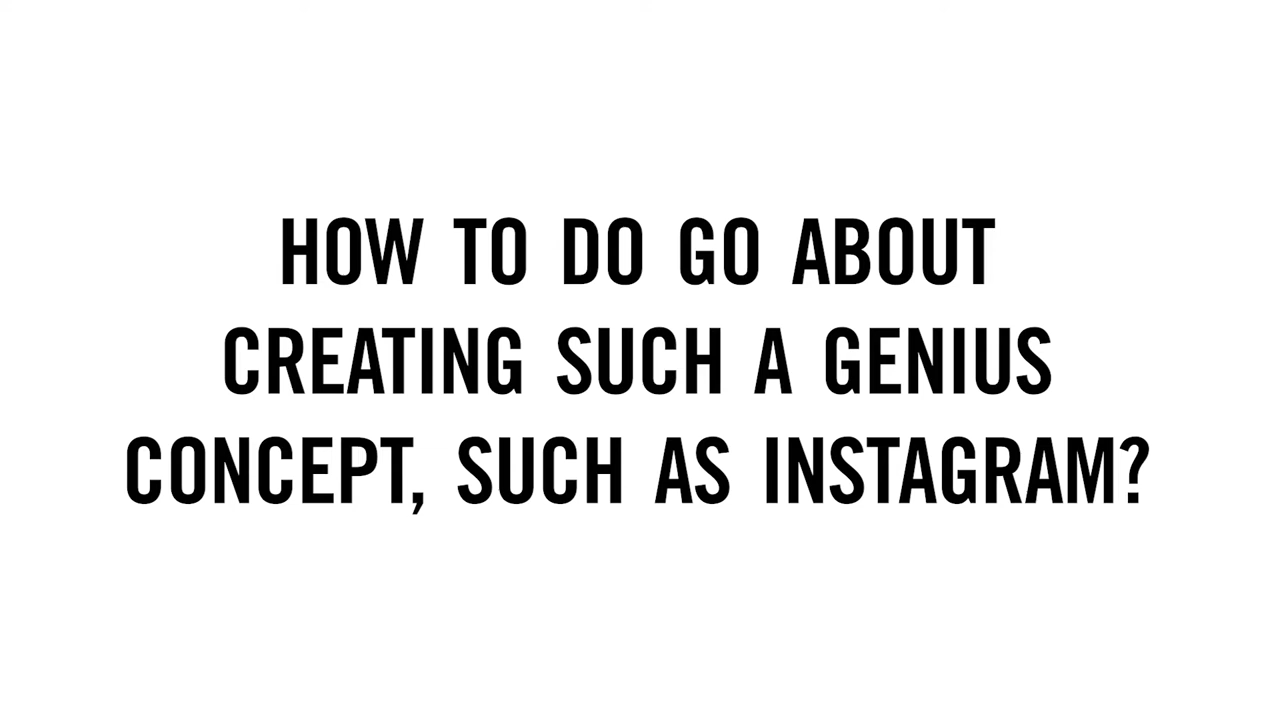 HOW TO DO GO ABOUT
CREATING SUCH A GENIUS
CONCEPT, SUCH AS INSTAGRAM?